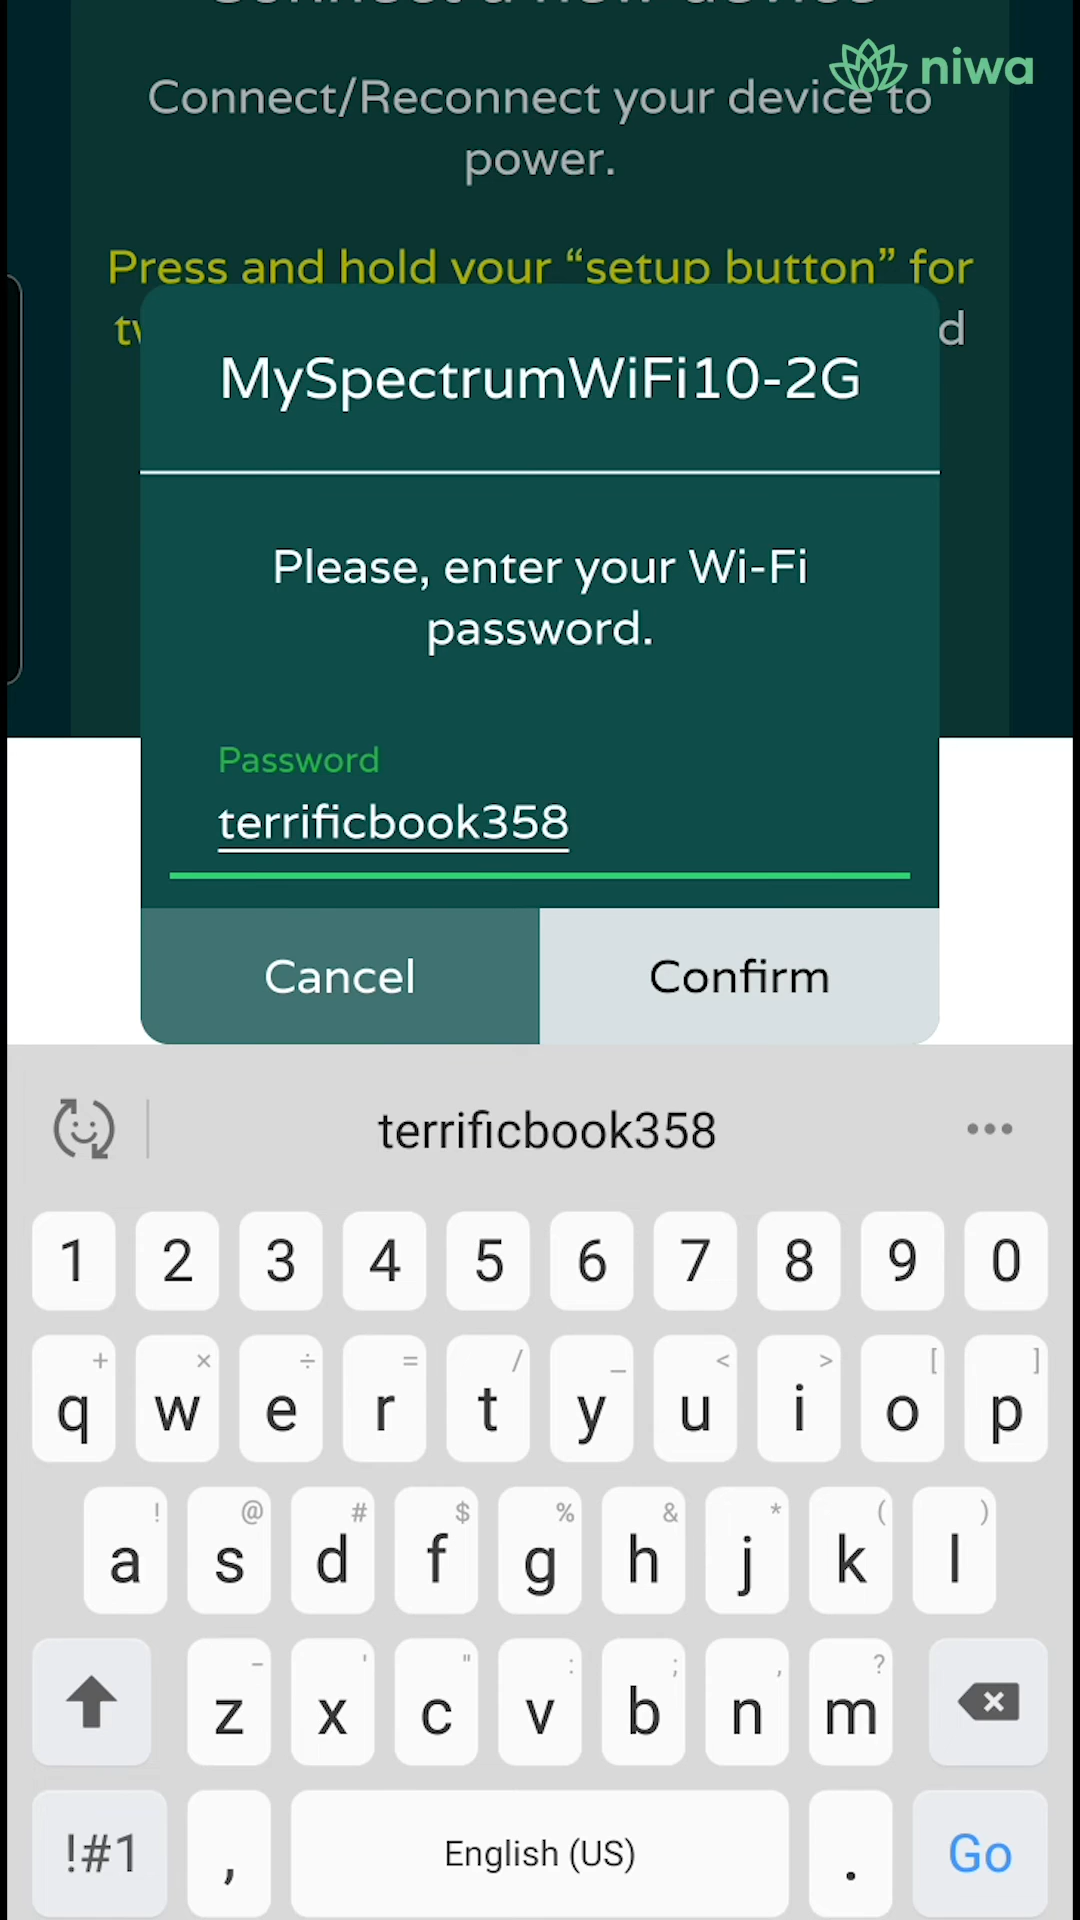 niwa
Connect/Reconnect your device to
power.
Press and hold your “setup button” for
d
MySpectrumWiFi10-2G
Please, enter your Wi-Fi
password.
Password
terrificbook358
Cancel Confirm
terrificbook358
1 2 3 4 5 6 7 8 9 0
+ × ÷ = / _ < > [ ]
q w e r t y u i o p
! @ # $ % & * ( )
a s d f g h j k l
- ' " : ; , ?
z x c v b n m
!#1 , English (US) . Go